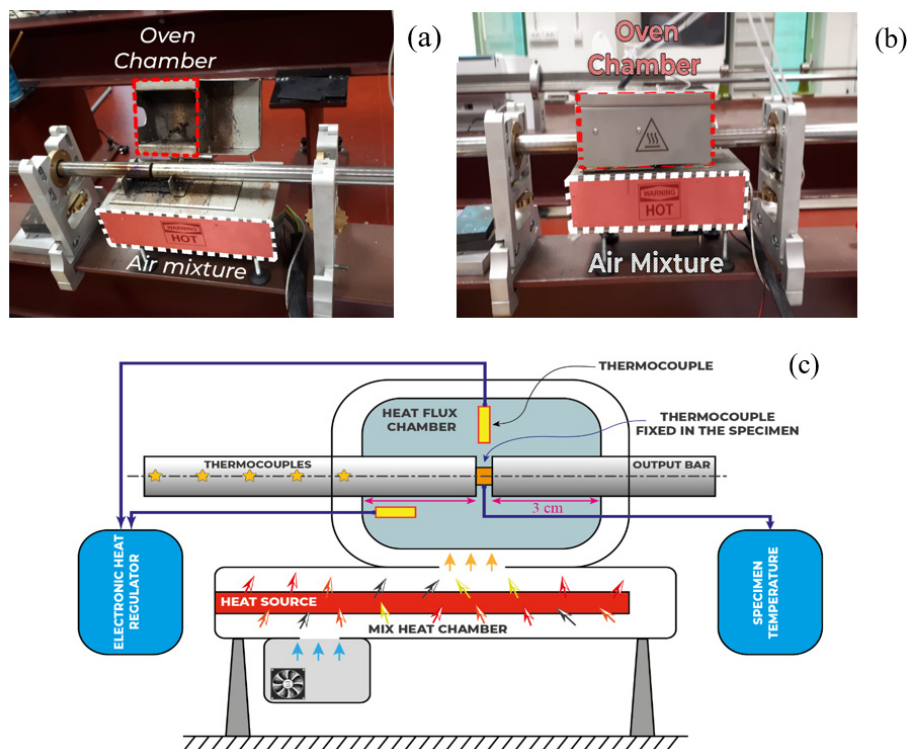 Oven
Chamber
(a)
WARNING
HOT
Air mixture
Oven
Chamber
(b)
WARNING
HOT
Air Mixture
(c)
THERMOCOUPLE
HEAT FLUX
CHAMBER
THERMOCOUPLE
FIXED IN THE SPECIMEN
THERMOCOUPLES
OUTPUT BAR
3 cm
ELECTRONIC HEAT
REGULATOR
SPECIMEN
TEMPERATURE
HEAT SOURCE
MIX HEAT CHAMBER